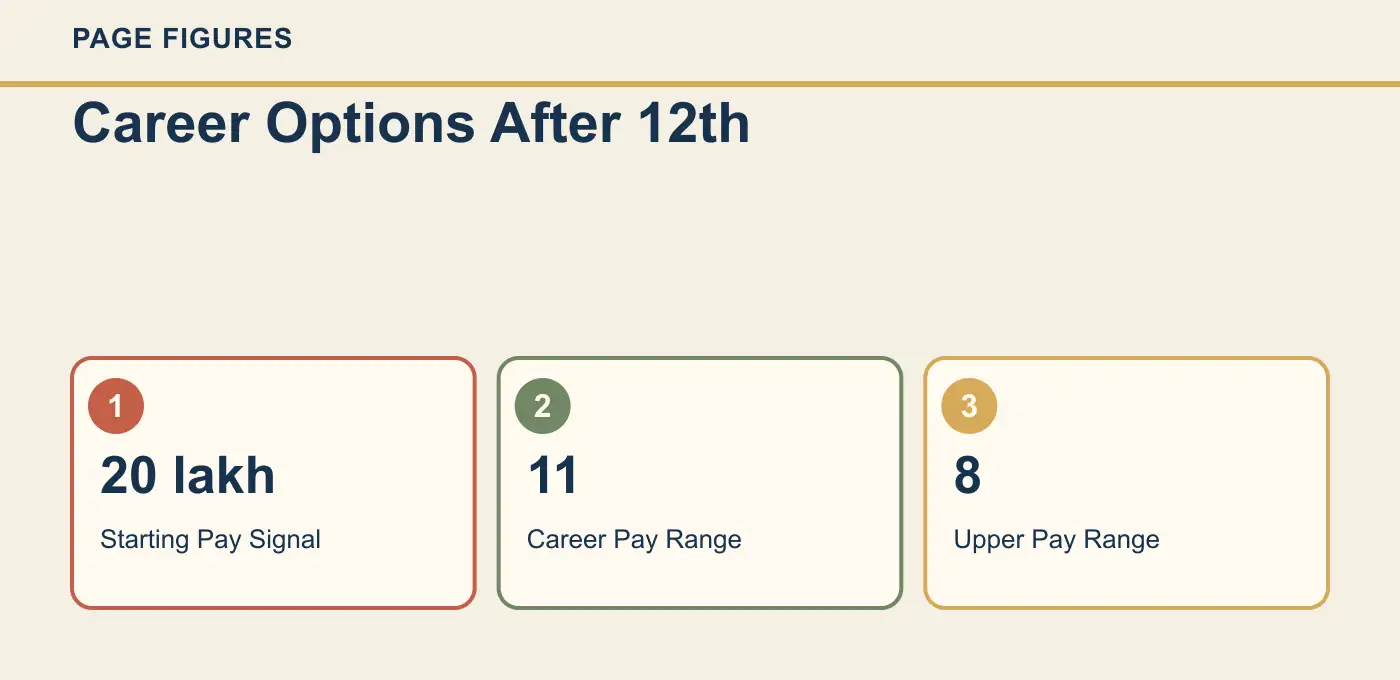 PAGE FIGURES
Career Options After 12th
1
20 lakh
Starting Pay Signal
2
11
Career Pay Range
3
8
Upper Pay Range